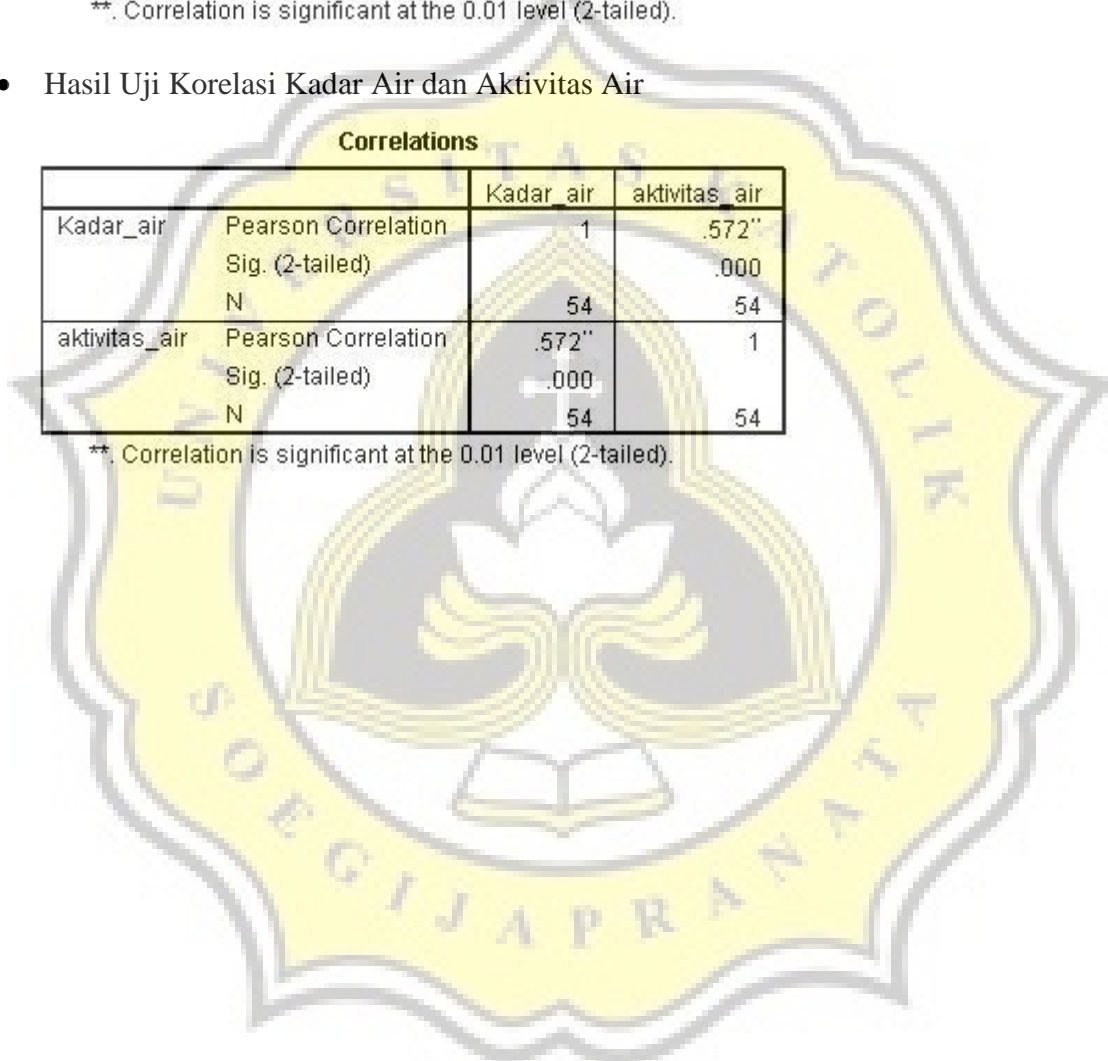 **. Correlation is significant at the 0.01 level (2-tailed).
• Hasil Uji Korelasi Kadar Air dan Aktivitas Air
Correlations
Kadar_air aktivitas_air
Kadar_air Pearson Correlation 1 .572**
Sig. (2-tailed) .000
N 54 54
aktivitas_air Pearson Correlation .572** 1
Sig. (2-tailed) .000
N 54 54
**. Correlation is significant at the 0.01 level (2-tailed).
UNIVERSITAS KATOLIK
SOEGIJAPRANATA